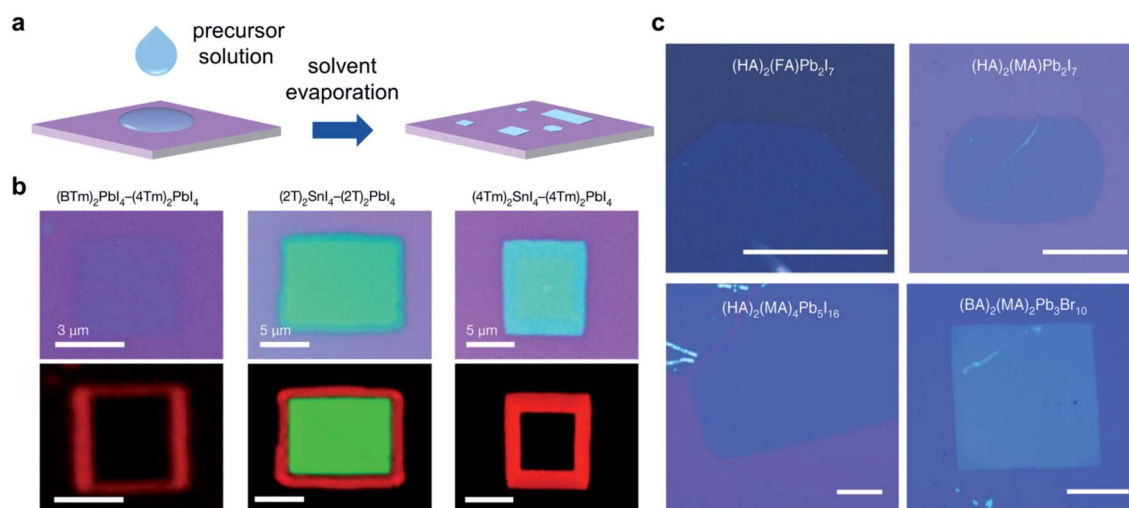 a
precursor
solution
solvent
evaporation
b
(BTm)₂PbI₄–(4Tm)₂PbI₄
(2T)₂SnI₄–(2T)₂PbI₄
(4Tm)₂SnI₄–(4Tm)₂PbI₄
3 μm
5 μm
5 μm
c
(HA)₂(FA)Pb₂I₇
(HA)₂(MA)Pb₂I₇
(HA)₂(MA)₄Pb₅I₁₆
(BA)₂(MA)₂Pb₃Br₁₀